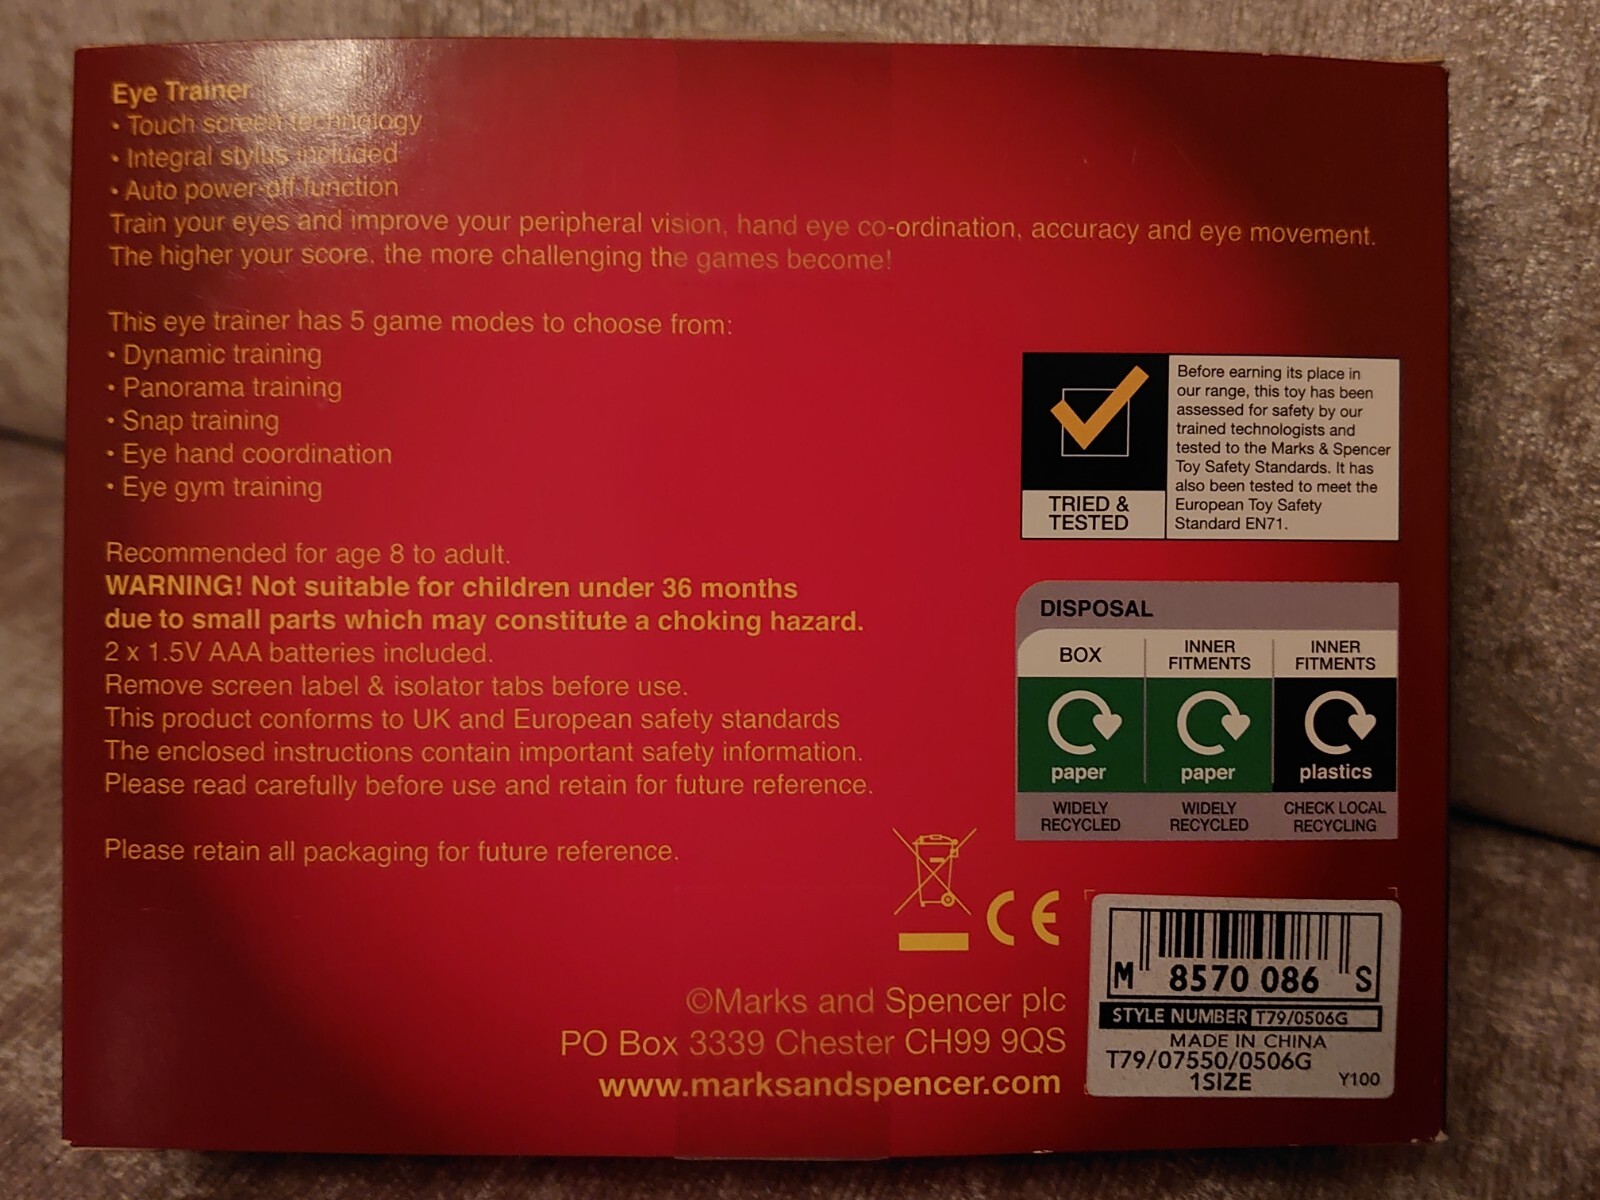 Eye Trainer
• Touch screen technology
• Integral stylus included
• Auto power-off function
Train your eyes and improve your peripheral vision, hand eye co-ordination, accuracy and eye movement.
The higher your score, the more challenging the games become!
This eye trainer has 5 game modes to choose from:
• Dynamic training
• Panorama training
• Snap training
• Eye hand coordination
• Eye gym training
Recommended for age 8 to adult.
WARNING! Not suitable for children under 36 months
due to small parts which may constitute a choking hazard.
2 x 1.5V AAA batteries included.
Remove screen label & isolator tabs before use.
This product conforms to UK and European safety standards
The enclosed instructions contain important safety information.
Please read carefully before use and retain for future reference.
Please retain all packaging for future reference.
TRIED &
TESTED
Before earning its place in
our range, this toy has been
assessed for safety by our
trained technologists and
tested to the Marks & Spencer
Toy Safety Standards. It has
also been tested to meet the
European Toy Safety
Standard EN71.
DISPOSAL
BOX
paper
WIDELY
RECYCLED
INNER
FITMENTS
paper
WIDELY
RECYCLED
INNER
FITMENTS
plastics
CHECK LOCAL
RECYCLING
CE
©Marks and Spencer plc
PO Box 3339 Chester CH99 9QS
www.marksandspencer.com
M 8570 086 S
STYLE NUMBER T79/0506G
MADE IN CHINA
T79/07550/0506G
1SIZE Y100